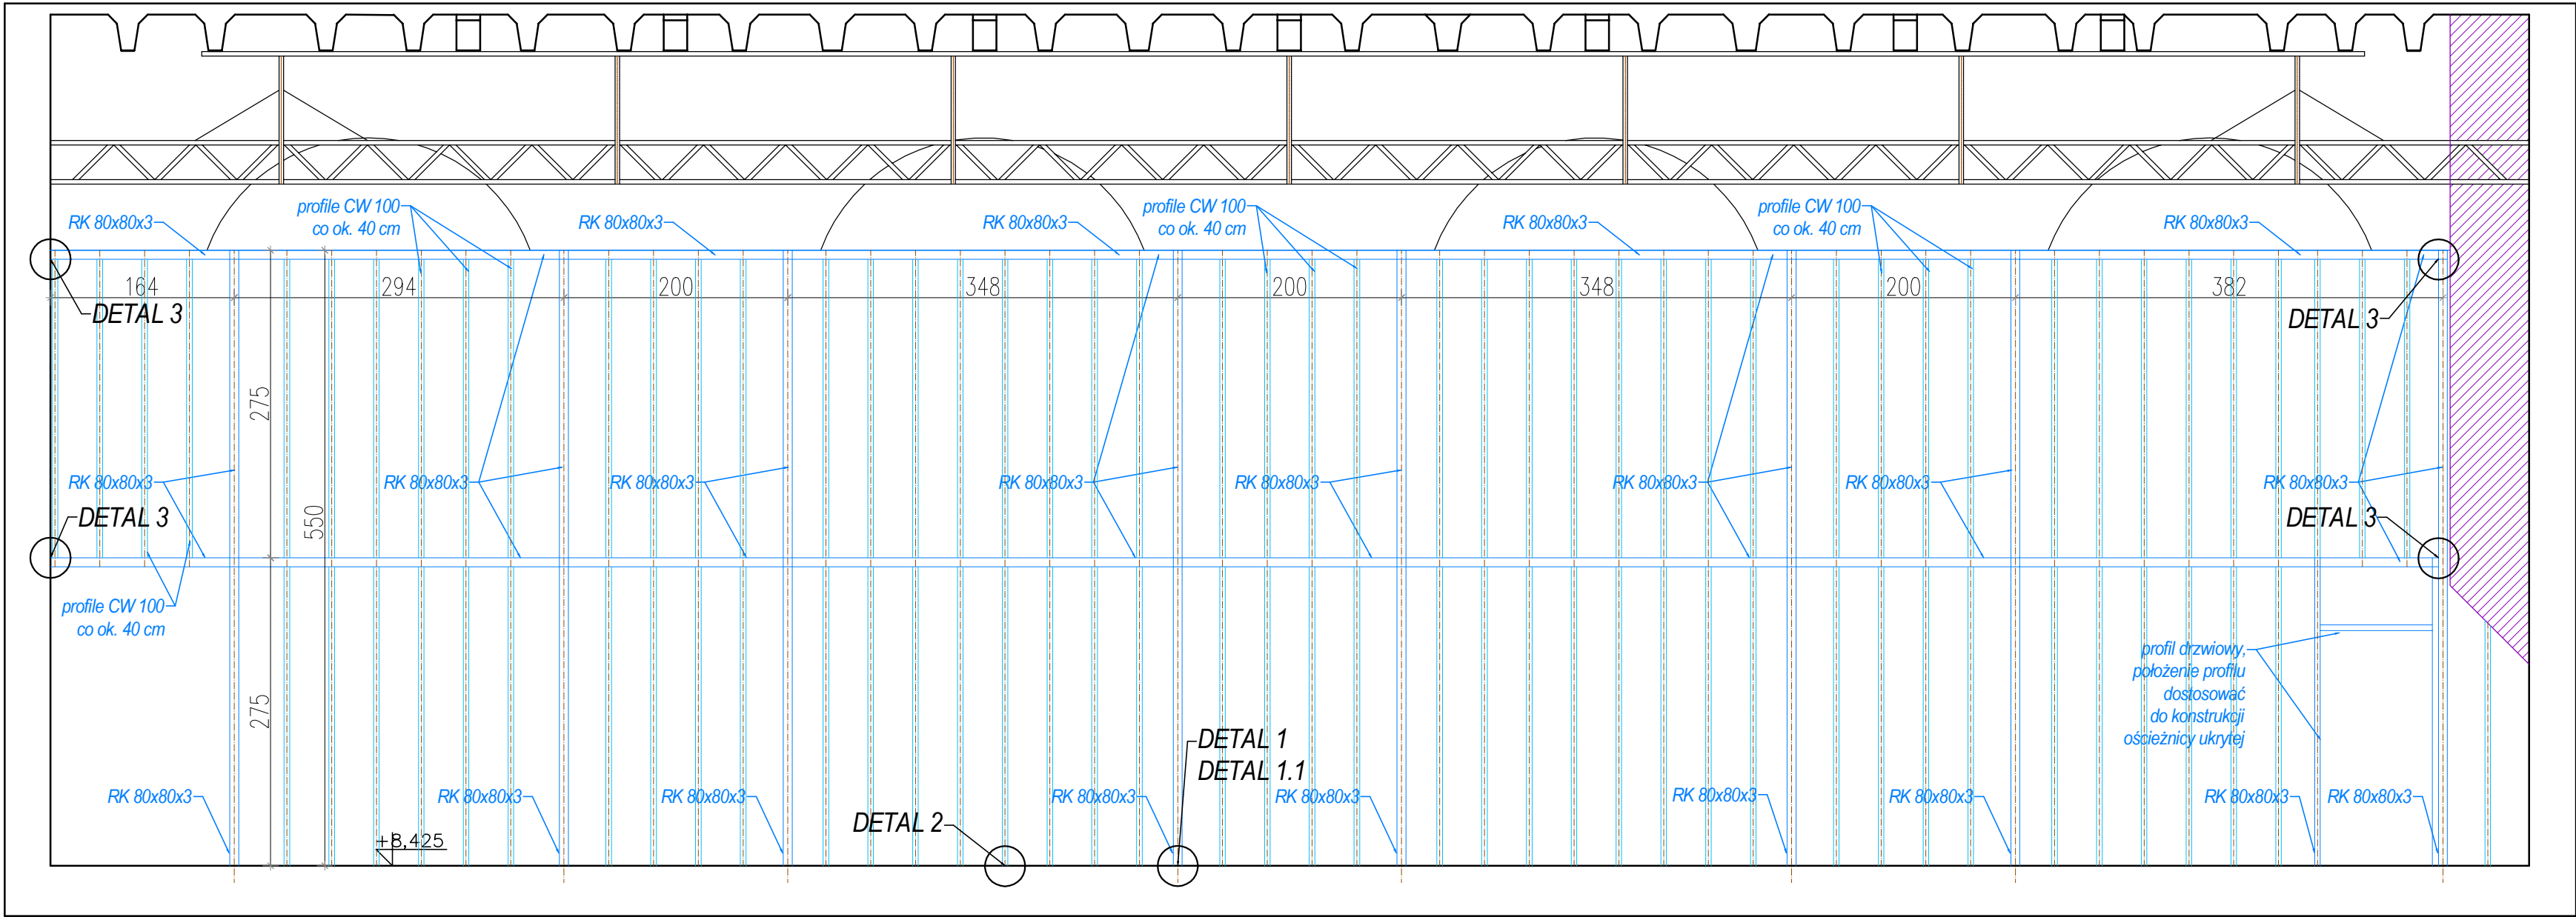 profile CW 100
co ok. 40 cm
profile CW 100
co ok. 40 cm
profile CW 100
co ok. 40 cm
RK 80x80x3
RK 80x80x3
RK 80x80x3
RK 80x80x3
RK 80x80x3
164
294
200
348
200
348
200
382
DETAL 3
DETAL 3
275
550
RK 80x80x3
RK 80x80x3
RK 80x80x3
RK 80x80x3
RK 80x80x3
RK 80x80x3
RK 80x80x3
RK 80x80x3
DETAL 3
DETAL 3
profile CW 100
co ok. 40 cm
275
profil drzwiowy,
położenie profilu
dostosować
do konstrukcji
ościeżnicy ukrytej
DETAL 1
DETAL 1.1
RK 80x80x3
RK 80x80x3
RK 80x80x3
RK 80x80x3
RK 80x80x3
RK 80x80x3
RK 80x80x3
RK 80x80x3
RK 80x80x3
DETAL 2
+8,425